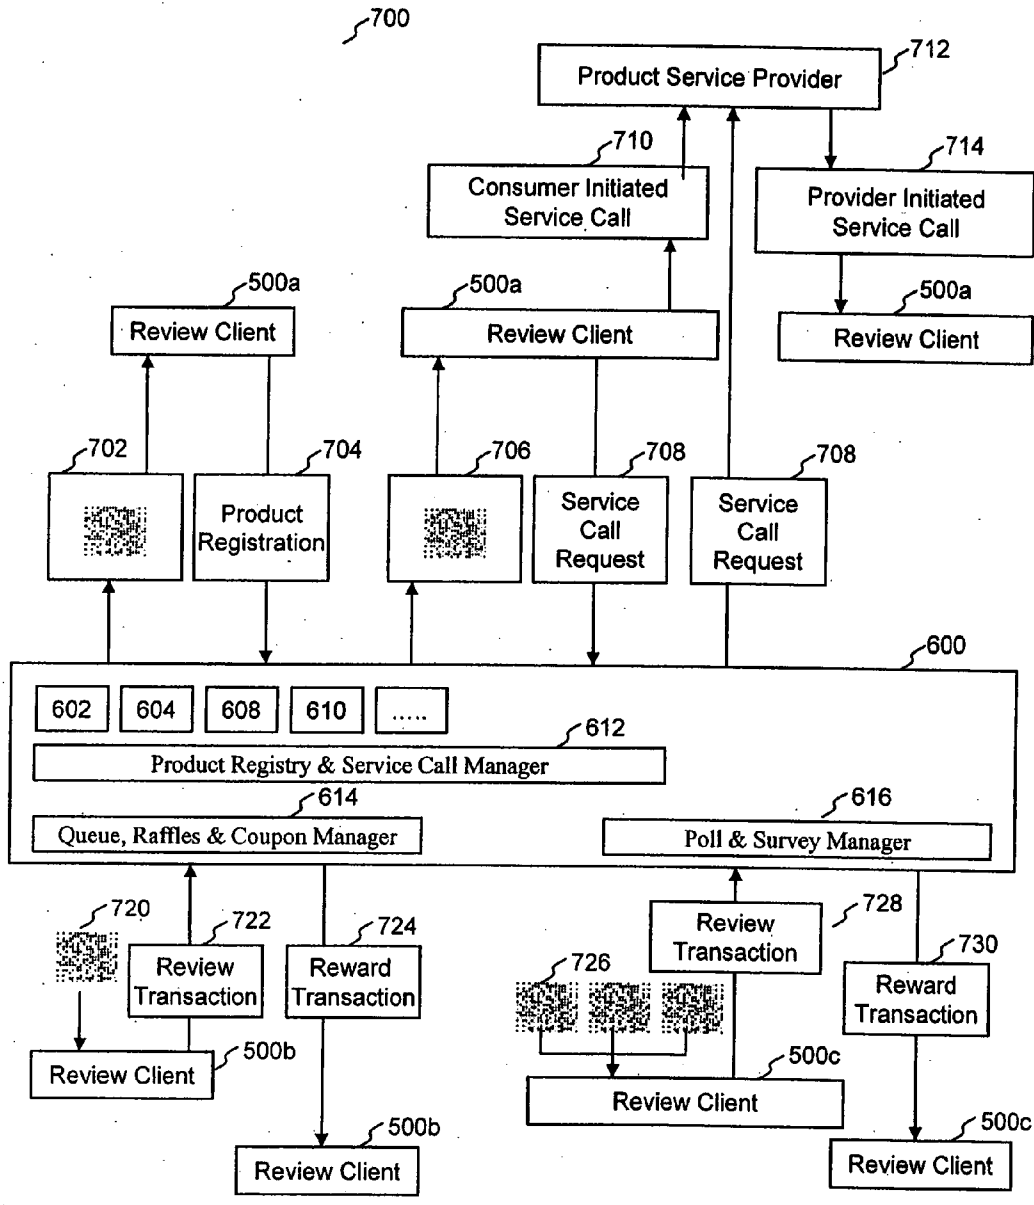 700
712
Product Service Provider
710
Consumer Initiated
Service Call
714
Provider Initiated
Service Call
500a
Review Client
500a
Review Client
500a
Review Client
702
704
Product
Registration
706
708
Service
Call
Request
708
Service
Call
Request
600
602
604
608
610
.....
612
Product Registry & Service Call Manager
614
Queue, Raffles & Coupon Manager
616
Poll & Survey Manager
720
722
Review
Transaction
724
Reward
Transaction
500b
Review Client
500b
Review Client
726
728
Review
Transaction
730
Reward
Transaction
500c
Review Client
500c
Review Client